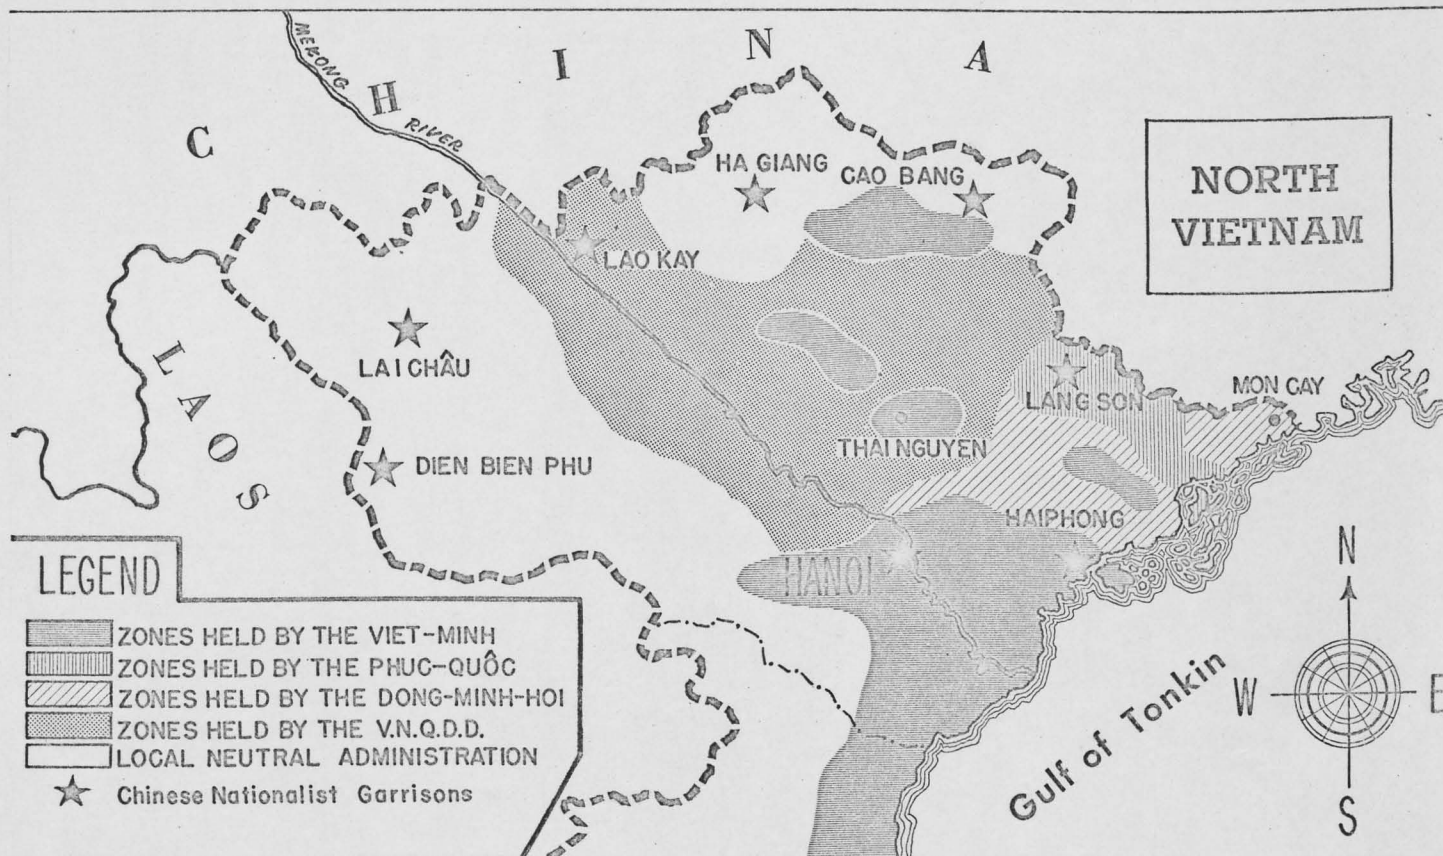 CHINA
MEKONG RIVER
NORTH
VIETNAM
HA GIANG
CAO BANG
LAO KAY
LAI CHÂU
LAOS
LANG SON
MON CAY
THAI NGUYEN
DIEN BIEN PHU
HAIPHONG
HANOI
Gulf of Tonkin
N
W
E
S
LEGEND
ZONES HELD BY THE VIET-MINH
ZONES HELD BY THE PHUC-QUÔC
ZONES HELD BY THE DONG-MINH-HOI
ZONES HELD BY THE V.N.Q.D.D.
LOCAL NEUTRAL ADMINISTRATION
Chinese Nationalist Garrisons